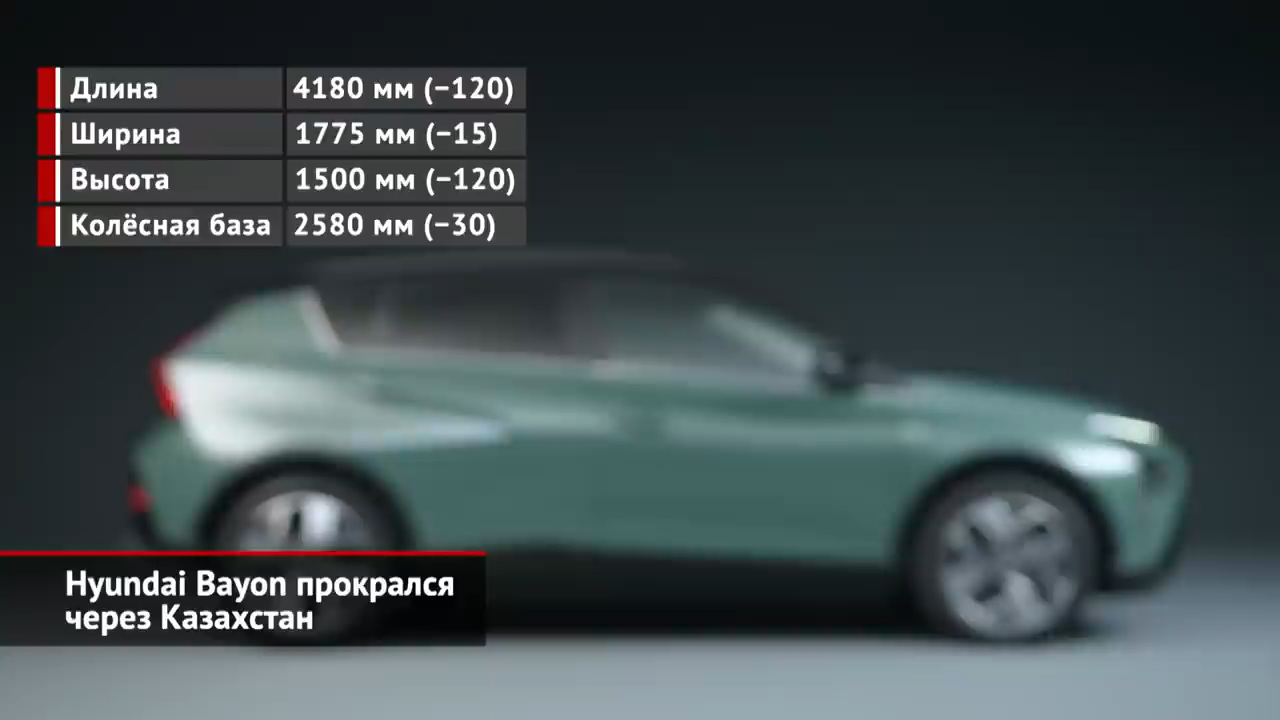 Длина 4180 мм (−120)
Ширина 1775 мм (−15)
Высота 1500 мм (−120)
Колёсная база 2580 мм (−30)
Hyundai Bayon прокрался
через Казахстан